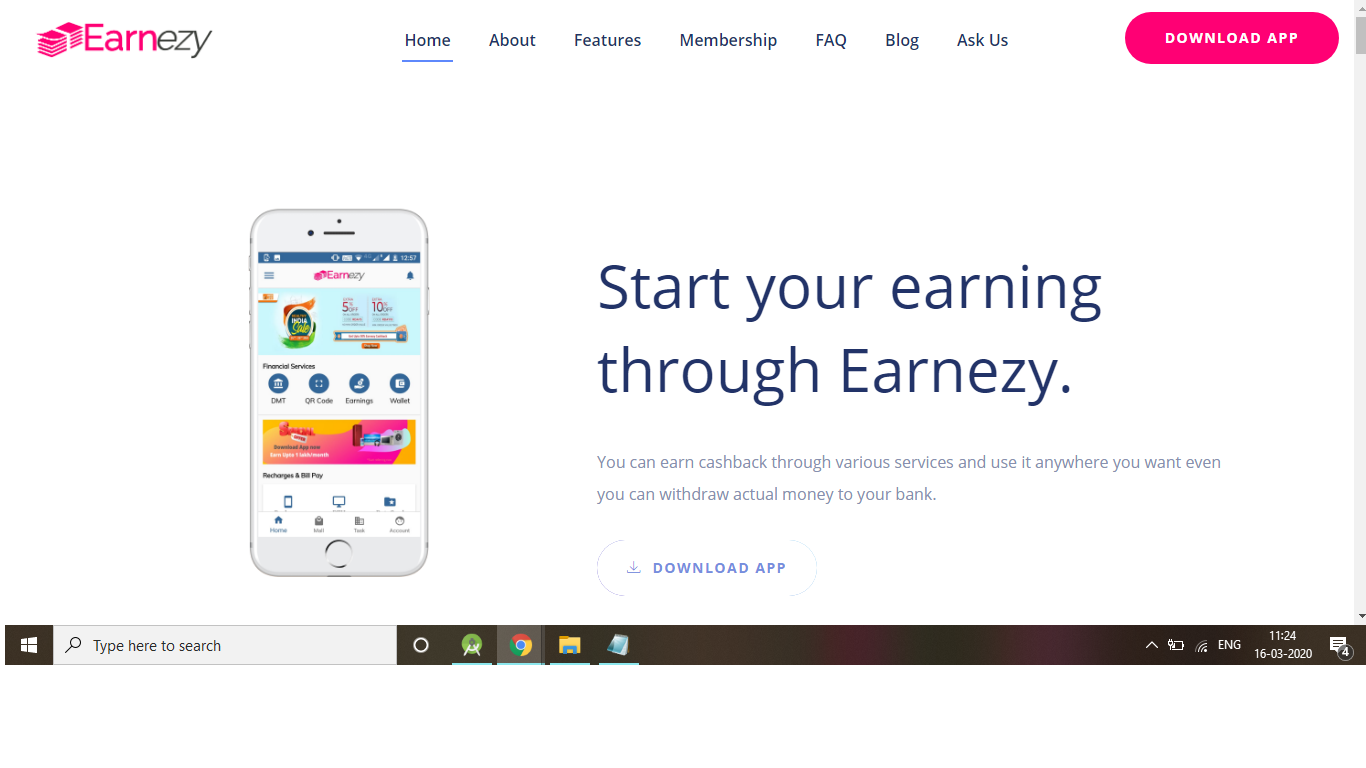 Earnezy
Home About Features Membership FAQ Blog Ask Us
DOWNLOAD APP
12:57
Earnezy
EXTRA EXTRA
5% OFF 10% OFF
INDIA
Sale
Financial Services
DMT QR Code Earnings Wallet
Download App now
Earn Upto 1 lakh/month
Recharges & Bill Pay
Home Mall Task Account
Start your earning
through Earnezy.
You can earn cashback through various services and use it anywhere you want even
you can withdraw actual money to your bank.
DOWNLOAD APP
Type here to search
ENG
11:24
16-03-2020
4